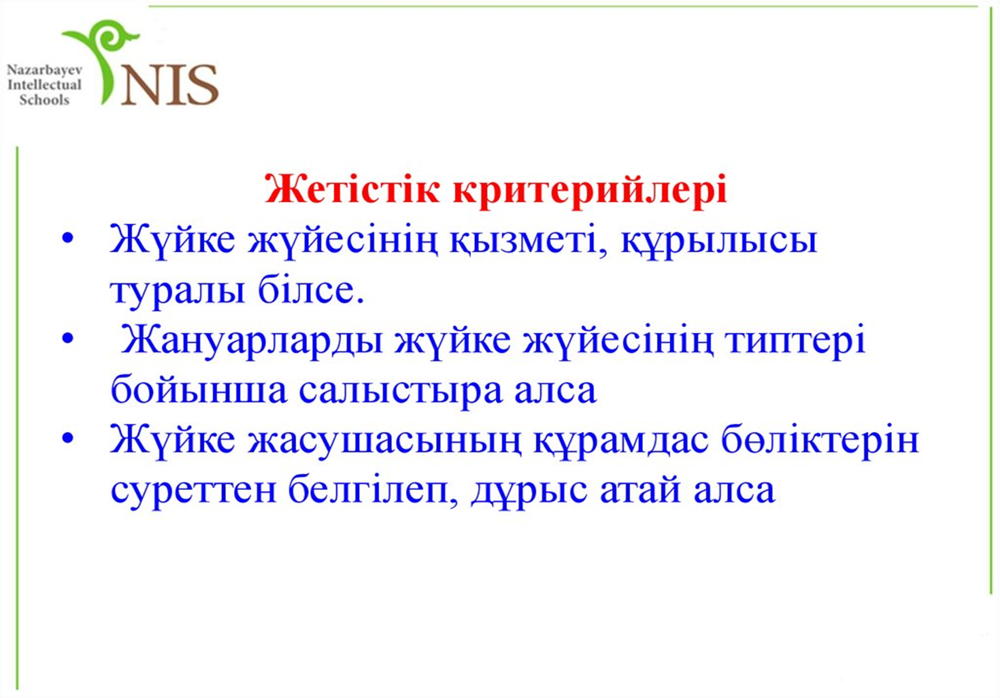 Nazarbayev
Intellectual
Schools
NIS
Жетістік критерийлері
• Жүйке жүйесінің қызметі, құрылысы
туралы білсе.
• Жануарларды жүйке жүйесінің типтері
бойынша салыстыра алса
• Жүйке жасушасының құрамдас бөліктерін
суреттен белгілеп, дұрыс атай алса